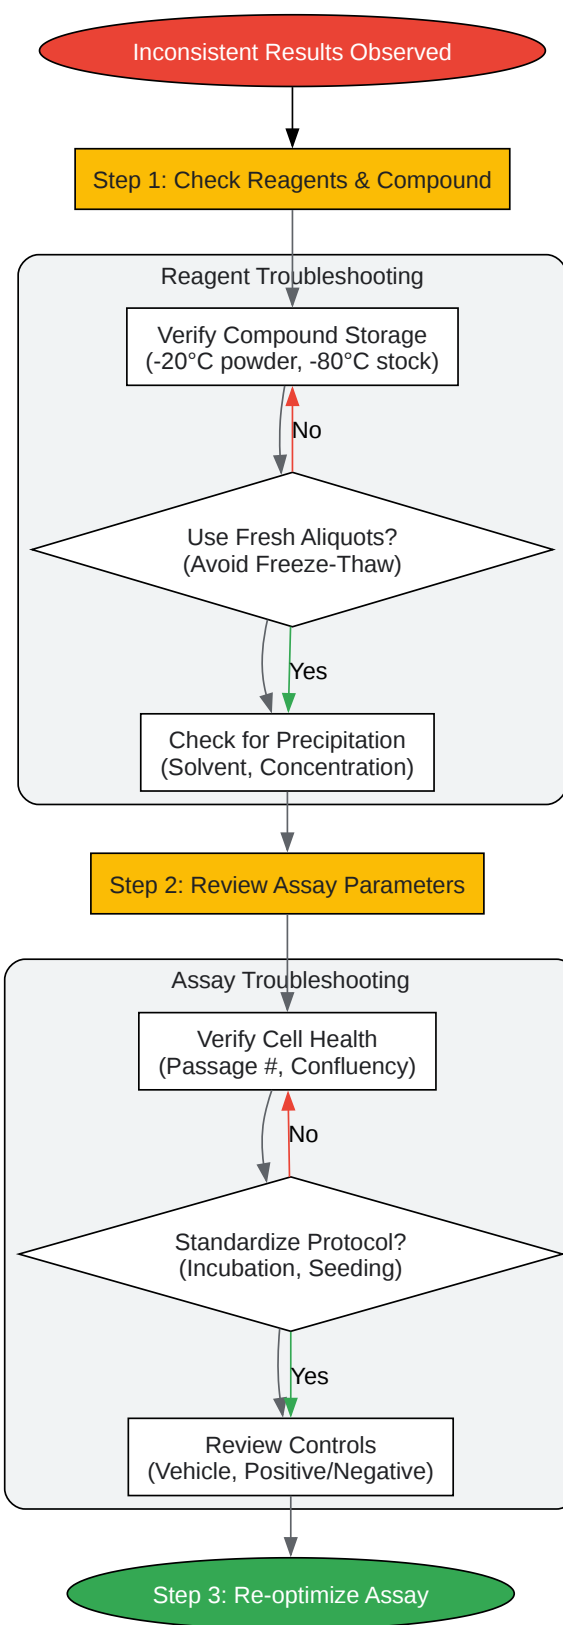 Inconsistent Results Observed
Step 1: Check Reagents & Compound
Reagent Troubleshooting
Verify Compound Storage
(-20°C powder, -80°C stock)
No
Use Fresh Aliquots?
(Avoid Freeze-Thaw)
Yes
Check for Precipitation
(Solvent, Concentration)
Step 2: Review Assay Parameters
Assay Troubleshooting
Verify Cell Health
(Passage #, Confluency)
No
Standardize Protocol?
(Incubation, Seeding)
Yes
Review Controls
(Vehicle, Positive/Negative)
Step 3: Re-optimize Assay